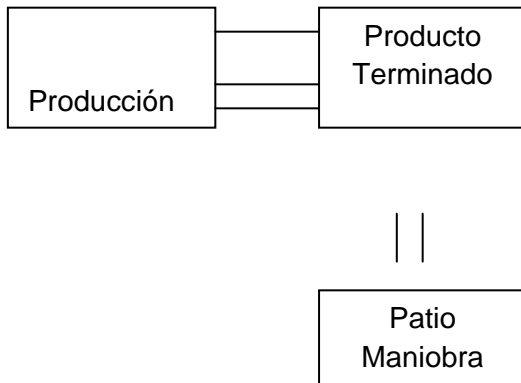 Producción
Producto
Terminado
Patio
Maniobra